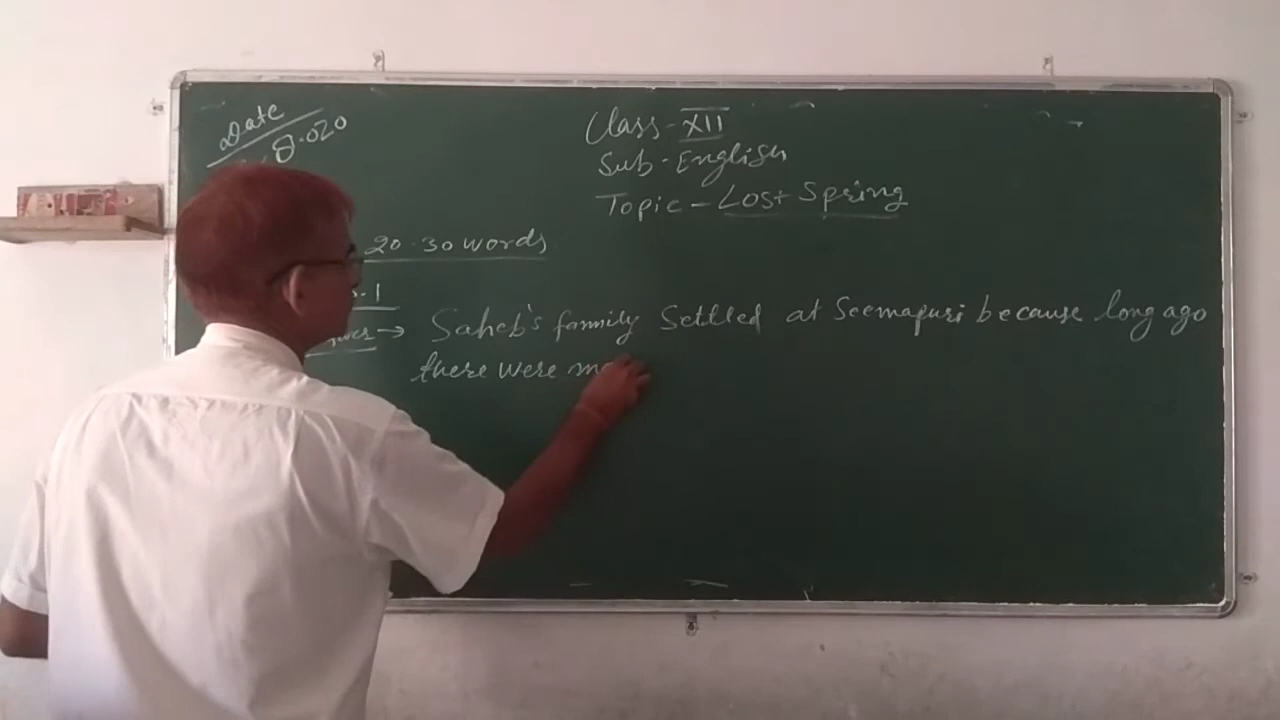 Date
8.020
Class - XII
Sub - English
Topic - Lost Spring
20.30 words
Saheb's family Settled at Seemapuri because long ago
there were